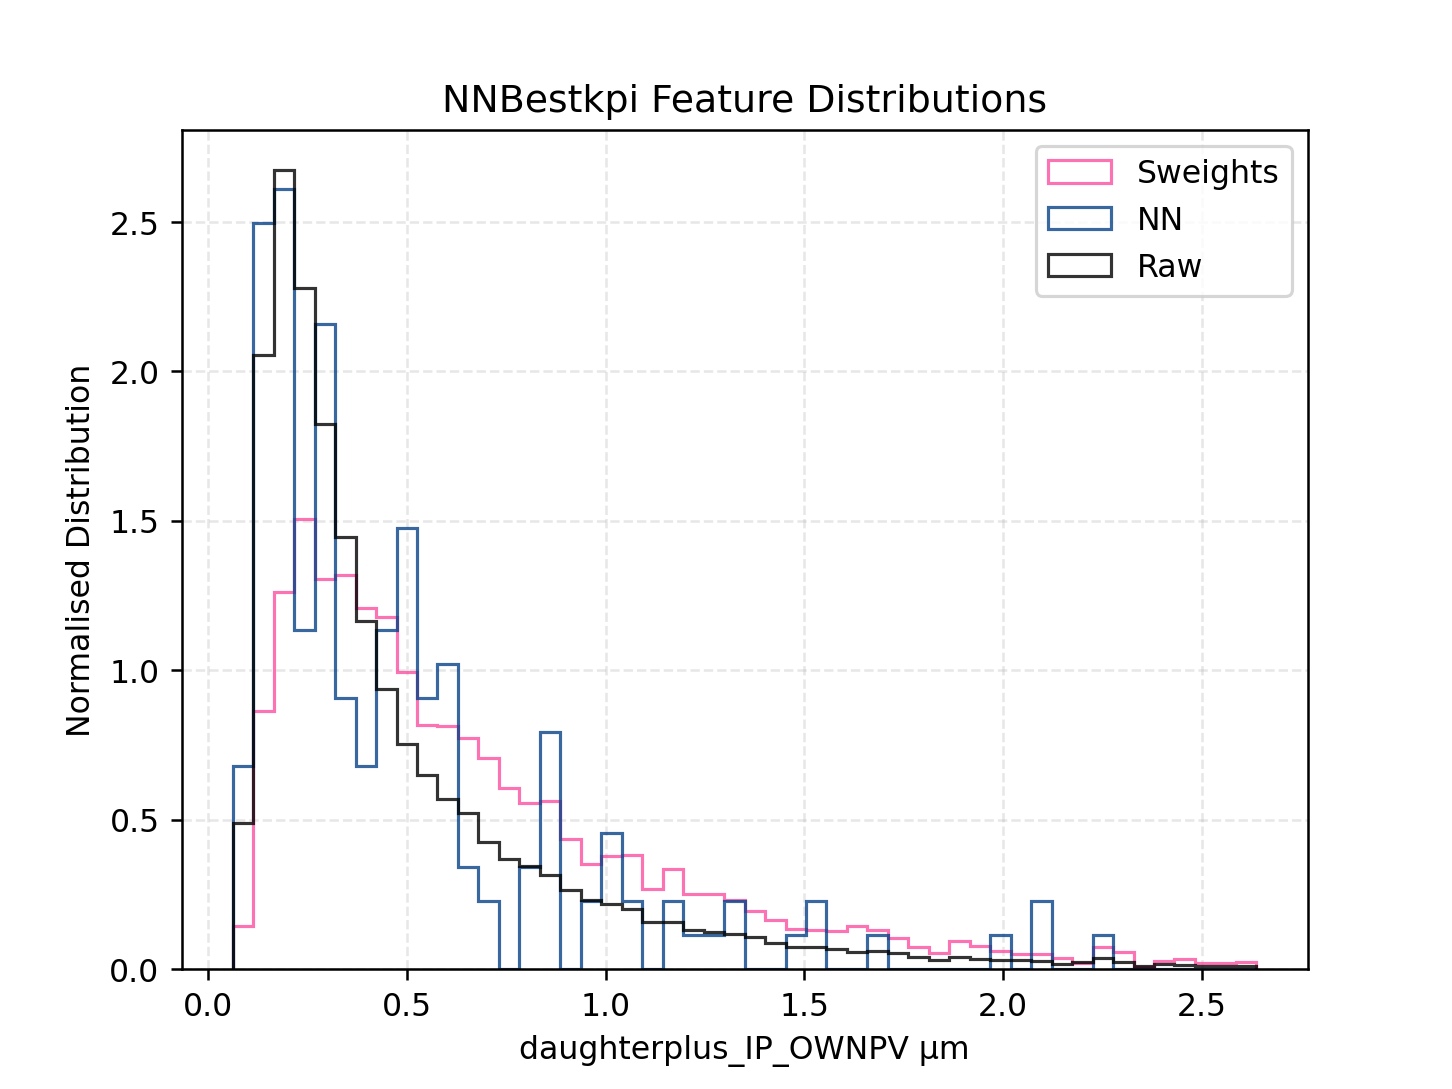 NNBestkpi Feature Distributions
Sweights
NN
Raw
Normalised Distribution
2.5
2.0
1.5
1.0
0.5
0.0
0.0 0.5 1.0 1.5 2.0 2.5
daughterplus_IP_OWNPV μm